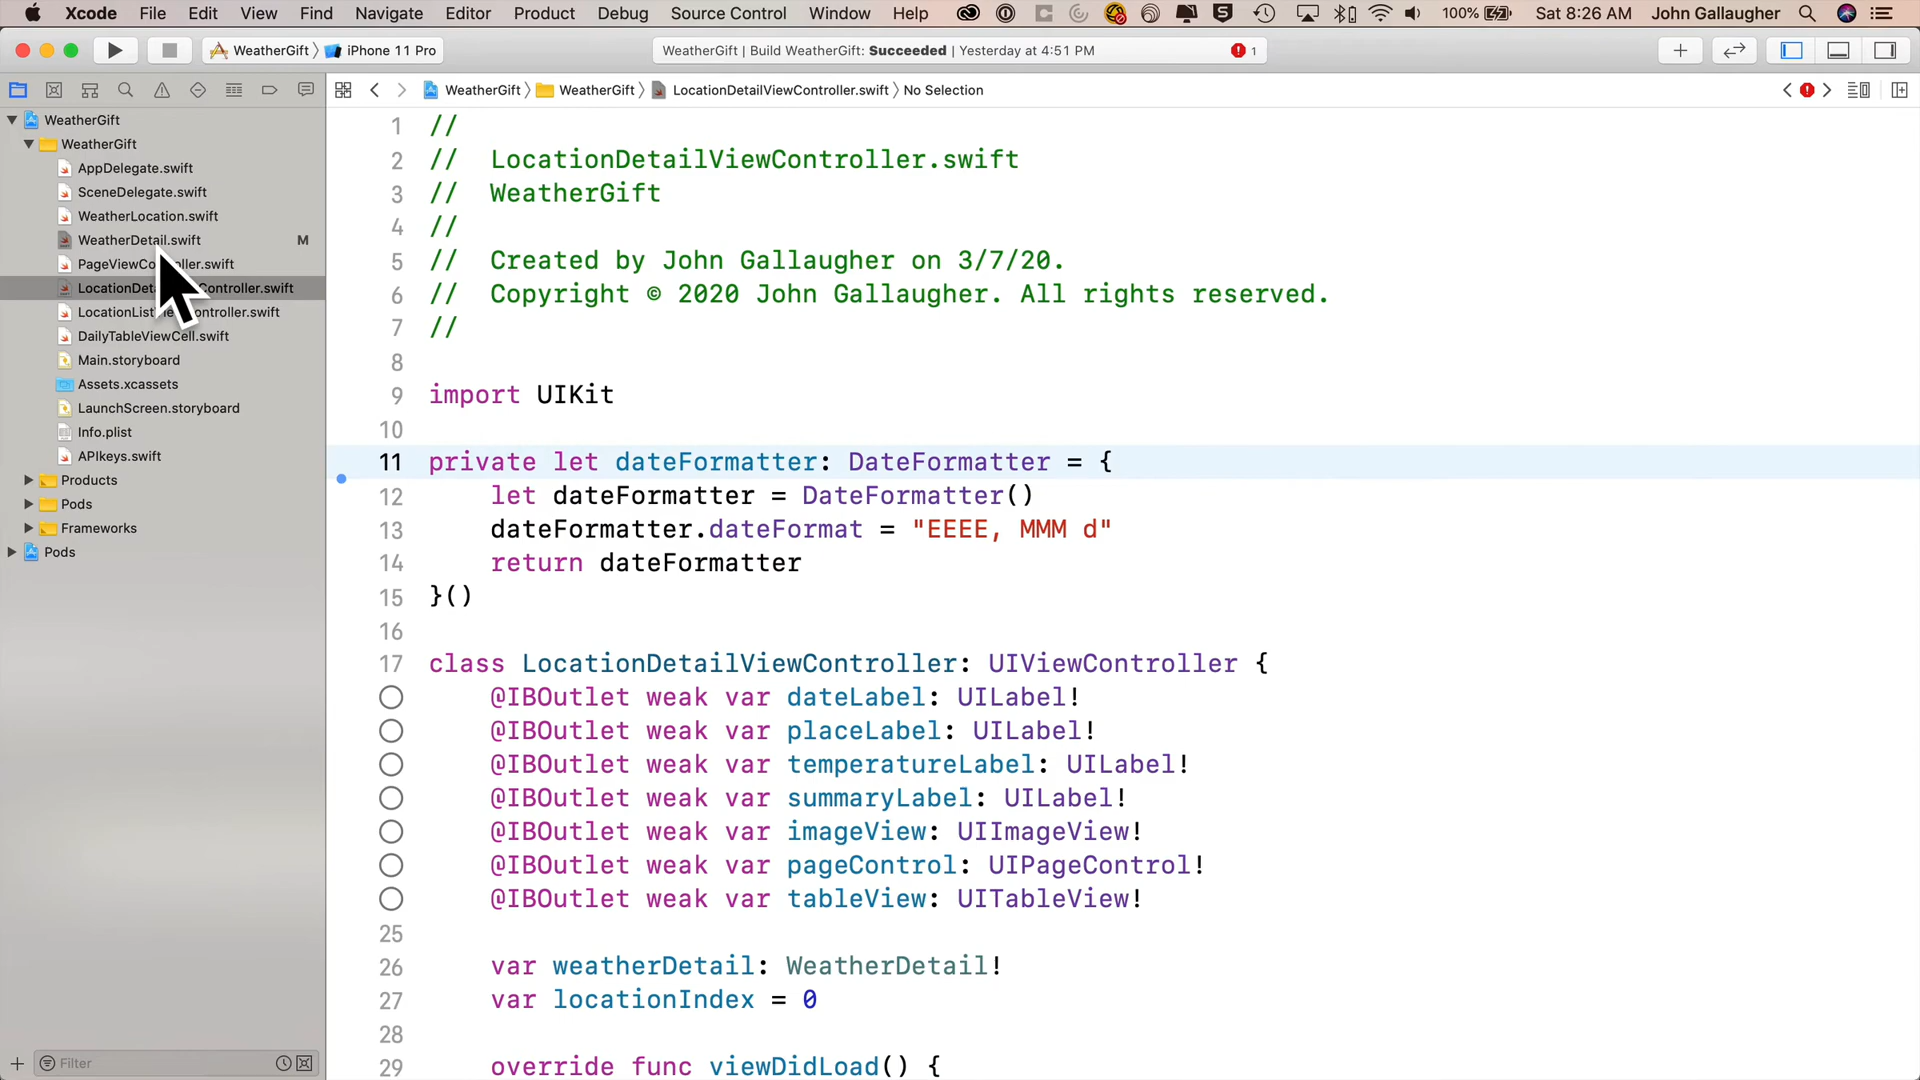 Xcode File Edit View Find Navigate Editor Product Debug Source Control Window Help 100% Sat 8:26 AM John Gallaugher
WeatherGift iPhone 11 Pro
WeatherGift | Build WeatherGift: Succeeded | Yesterday at 4:51 PM 1
WeatherGift WeatherGift LocationDetailViewController.swift No Selection
WeatherGift
WeatherGift
AppDelegate.swift
SceneDelegate.swift
WeatherLocation.swift
WeatherDetail.swift M
PageViewController.swift
LocationDet Controller.swift
LocationList ontroller.swift
DailyTableViewCell.swift
Main.storyboard
Assets.xcassets
LaunchScreen.storyboard
Info.plist
APIkeys.swift
Products
Pods
Frameworks
Pods
Filter
1 //
2 //  LocationDetailViewController.swift
3 //  WeatherGift
4 //
5 //  Created by John Gallaugher on 3/7/20.
6 //  Copyright © 2020 John Gallaugher. All rights reserved.
7 //
8
9 import UIKit
10
11 private let dateFormatter: DateFormatter = {
12     let dateFormatter = DateFormatter()
13     dateFormatter.dateFormat = "EEEE, MMM d"
14     return dateFormatter
15 }()
16
17 class LocationDetailViewController: UIViewController {
@IBOutlet weak var dateLabel: UILabel!
@IBOutlet weak var placeLabel: UILabel!
@IBOutlet weak var temperatureLabel: UILabel!
@IBOutlet weak var summaryLabel: UILabel!
@IBOutlet weak var imageView: UIImageView!
@IBOutlet weak var pageControl: UIPageControl!
@IBOutlet weak var tableView: UITableView!
25
26     var weatherDetail: WeatherDetail!
27     var locationIndex = 0
28
29     override func viewDidLoad() {